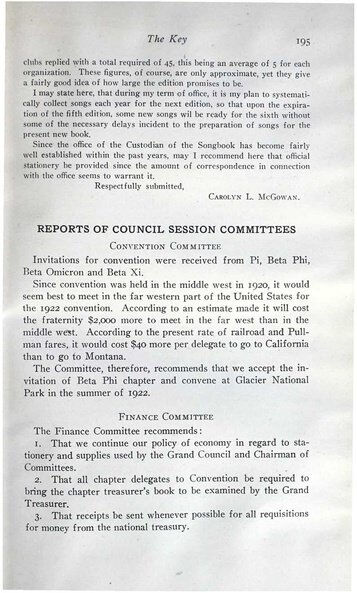 The Key 195
clubs replied with a total required of 45, this being an average of 5 for each
organization. These figures, of course, are only approximate, yet they give
a fairly good idea of how large the edition promises to be.
I may state here, that during my term of office, it is my plan to systemati-
cally collect songs each year for the next edition, so that upon the expira-
tion of the fifth edition, some new songs wil be ready for the sixth without
some of the necessary delays incident to the preparation of songs for the
present new book.
Since the office of the Custodian of the Songbook has become fairly
well established within the past years, may I recommend here that official
stationery be provided since the amount of correspondence in connection
with the office seems to warrant it.
Respectfully submitted,
Carolyn L. McGowan.
REPORTS OF COUNCIL SESSION COMMITTEES
Convention Committee
Invitations for convention were received from Pi, Beta Phi,
Beta Omicron and Beta Xi.
Since convention was held in the middle west in 1920, it would
seem best to meet in the far western part of the United States for
the 1922 convention. According to an estimate made it will cost
the fraternity $2,000 more to meet in the far west than in the
middle west. According to the present rate of railroad and Pull-
man fares, it would cost $40 more per delegate to go to California
than to go to Montana.
The Committee, therefore, recommends that we accept the in-
vitation of Beta Phi chapter and convene at Glacier National
Park in the summer of 1922.
Finance Committee
The Finance Committee recommends:
1. That we continue our policy of economy in regard to sta-
tionery and supplies used by the Grand Council and Chairman of
Committees.
2. That all chapter delegates to Convention be required to
bring the chapter treasurer's book to be examined by the Grand
Treasurer.
3. That receipts be sent whenever possible for all requisitions
for money from the national treasury.